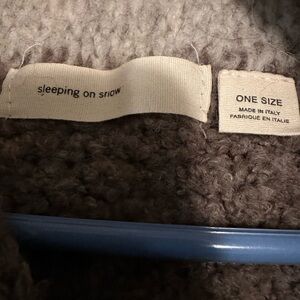 sleeping on snow
ONE SIZE
MADE IN ITALY
FABRIQUÉ EN ITALIE